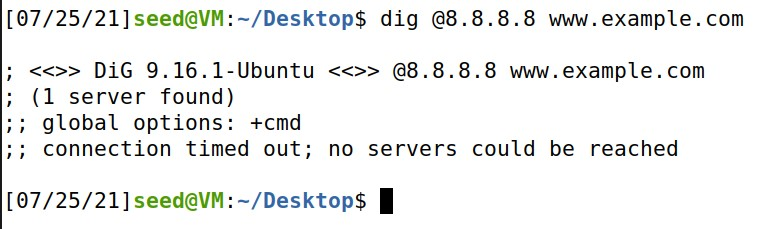 [07/25/21]seed@VM:~/Desktop$ dig @8.8.8.8 www.example.com
; <<>> DiG 9.16.1-Ubuntu <<>> @8.8.8.8 www.example.com
; (1 server found)
;; global options: +cmd
;; connection timed out; no servers could be reached
[07/25/21]seed@VM:~/Desktop$